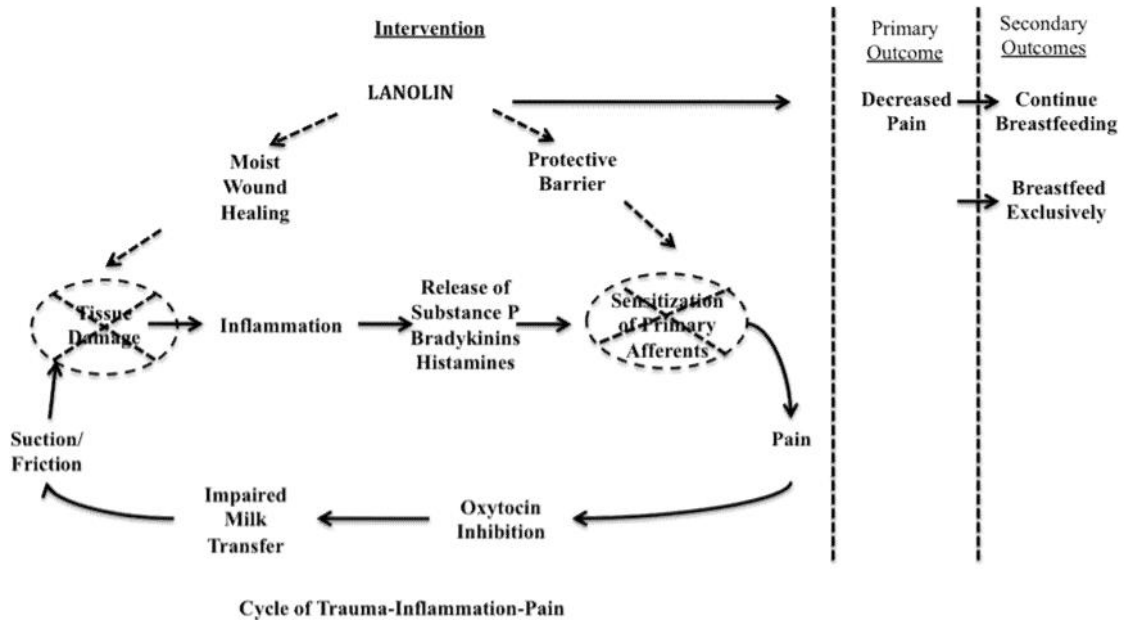 Intervention
LANOLIN
Moist
Wound
Healing
Protective
Barrier
Tissue
Damage
Inflammation
Release of
Substance P
Bradykinins
Histamines
Sensitization
of Primary
Afferents
Suction/
Friction
Pain
Impaired
Milk
Transfer
Oxytocin
Inhibition
Primary
Outcome
Decreased
Pain
Secondary
Outcomes
Continue
Breastfeeding
Breastfeed
Exclusively
Cycle of Trauma-Inflammation-Pain